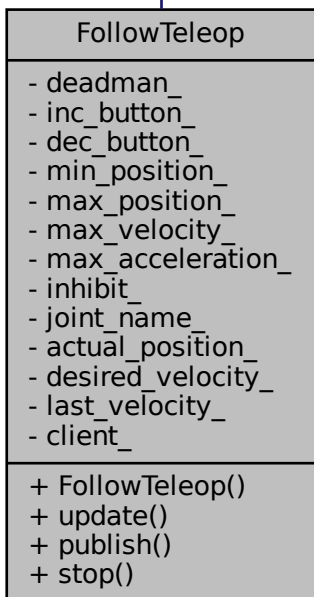 FollowTeleop
- deadman_
- inc_button_
- dec_button_
- min_position_
- max_position_
- max_velocity_
- max_acceleration_
- inhibit_
- joint_name_
- actual_position_
- desired_velocity_
- last_velocity_
- client_
+ FollowTeleop()
+ update()
+ publish()
+ stop()